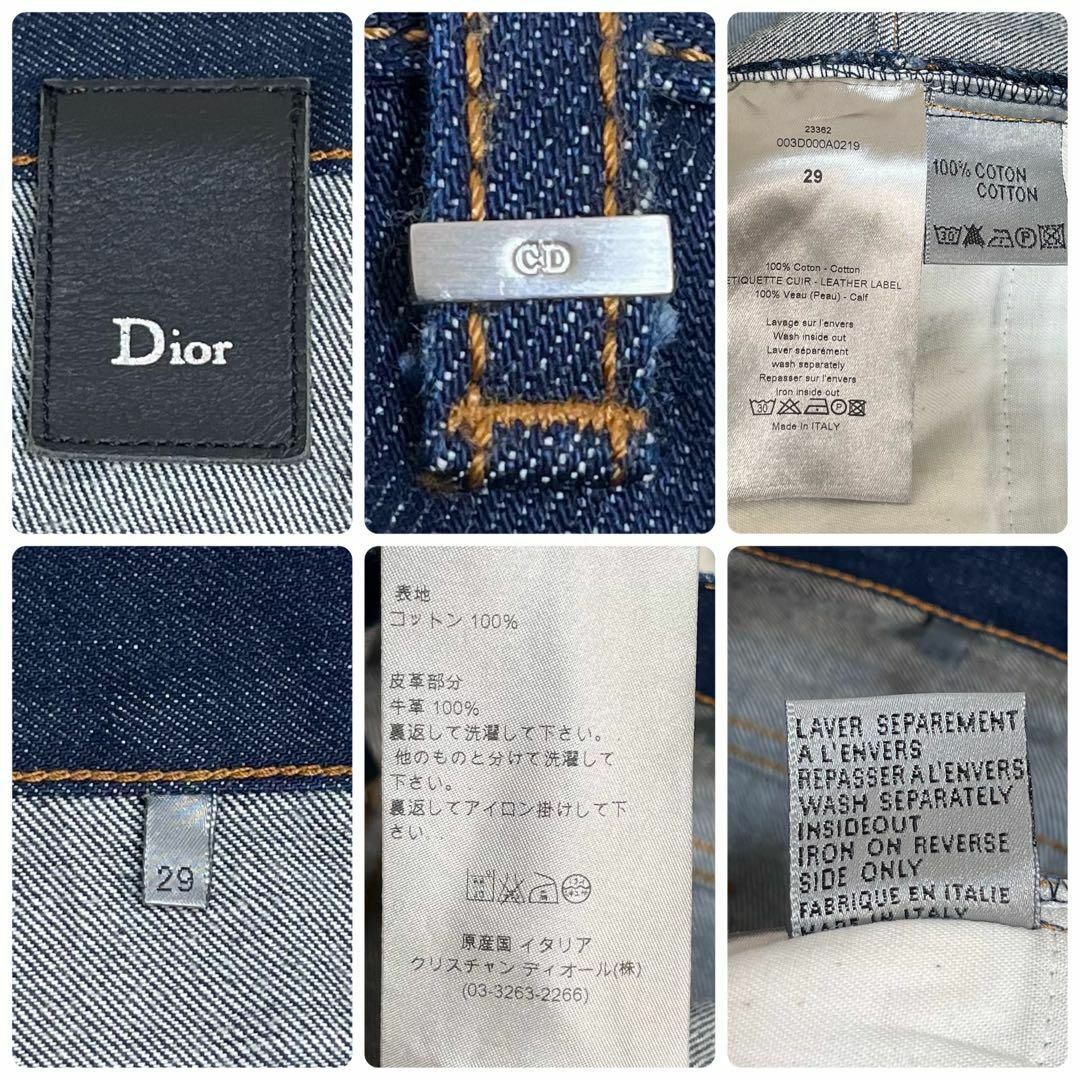 Dior
CD
23362
003D000A0219
29
100% Coton - Cotton
ETIQUETTE CUIR - LEATHER LABEL
100% Veau (Peau) - Calf
Lavage sur l'envers
Wash inside out
Laver séparément
wash separately
Repasser sur l'envers
Iron inside out
30 P
Made in ITALY
100% COTON
COTTON
30 P
29
表地
コットン 100%
皮革部分
牛革 100%
裏返して洗濯して下さい。.
他のものと分けて洗濯して
下さい。.
裏返してアイロン掛けして下
さい。.
原産国 イタリア
クリスチャン ディオール(株)
(03-3263-2266)
LAVER SEPAREMENT
A L'ENVERS
REPASSER A L'ENVERS
WASH SEPARATELY
INSIDEOUT
IRON ON REVERSE
SIDE ONLY
FABRIQUE EN ITALIE
MADE IN ITALY